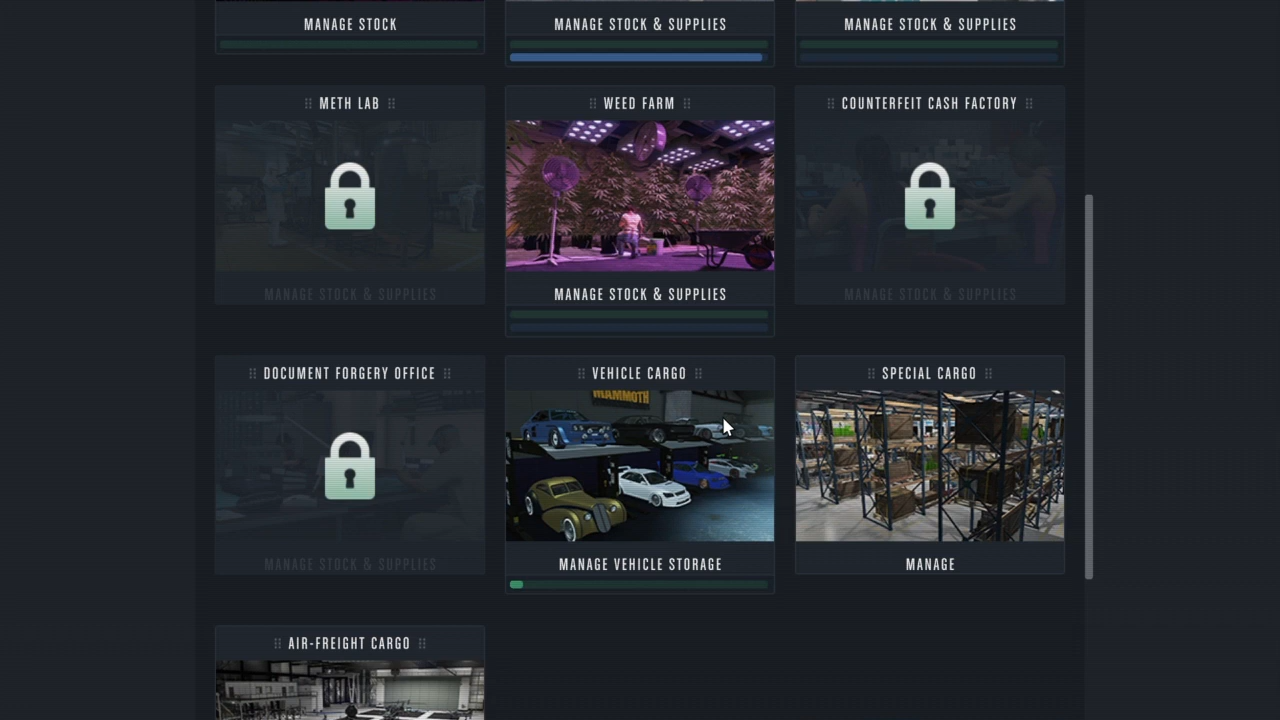 MANAGE STOCK
MANAGE STOCK & SUPPLIES
MANAGE STOCK & SUPPLIES
METH LAB
WEED FARM
COUNTERFEIT CASH FACTORY
MANAGE STOCK & SUPPLIES
MANAGE STOCK & SUPPLIES
MANAGE STOCK & SUPPLIES
DOCUMENT FORGERY OFFICE
VEHICLE CARGO
SPECIAL CARGO
MAMMOTH
MANAGE STOCK & SUPPLIES
MANAGE VEHICLE STORAGE
MANAGE
AIR-FREIGHT CARGO